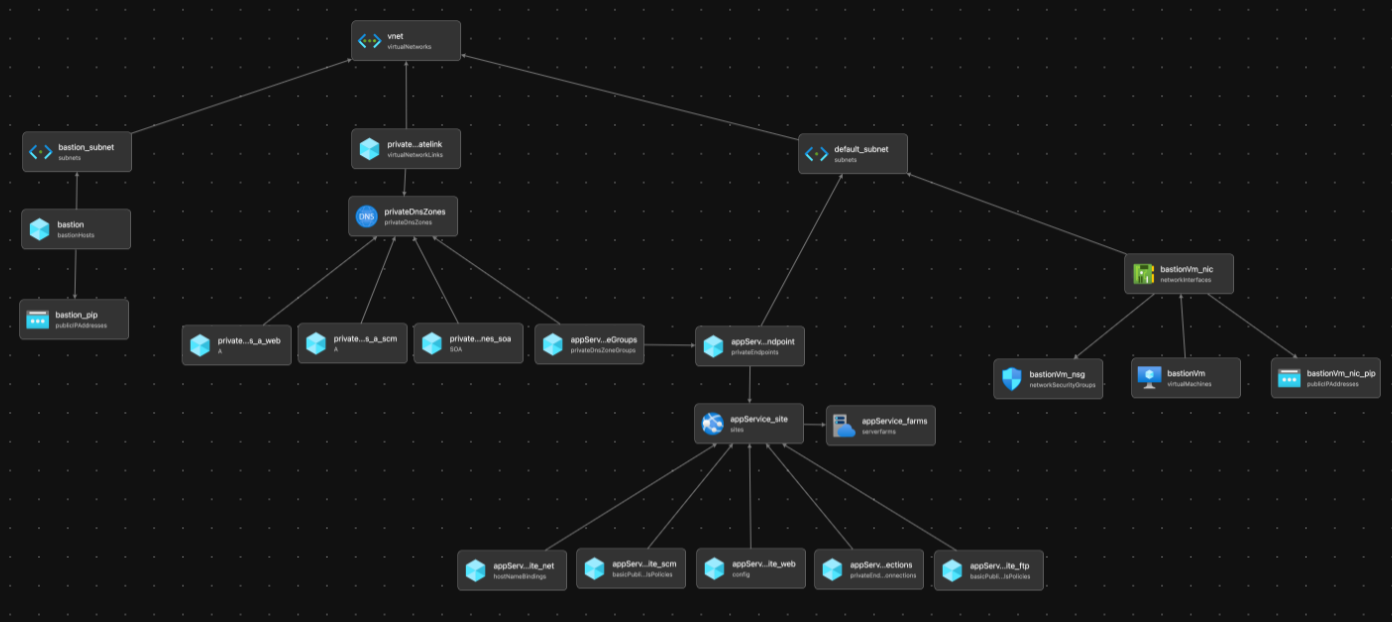 vnet
virtualNetworks
bastion_subnet
subnets
private...atelink
virtualNetworkLinks
default_subnet
subnets
bastion
bastionHosts
DNS
privateDnsZones
privateDnsZones
bastionVm_nic
networkInterfaces
bastion_pip
publicIPAddresses
private...s_a_web
A
private...s_a_scm
A
private...nes_soa
SOA
appServ...eGroups
privateDnsZoneGroups
appServ...ndpoint
privateEndpoints
bastionVm_nsg
networkSecurityGroups
bastionVm
virtualMachines
bastionVm_nic_pip
publicIPAddresses
appService_site
sites
appService_farms
serverfarms
appServ...ite_net
hostNameBindings
appServ...ite_scm
basicPubli...lsPolicies
appServ...ite_web
config
appServ...ections
privateEnd...onnections
appServ...ite_ftp
basicPubli...lsPolicies